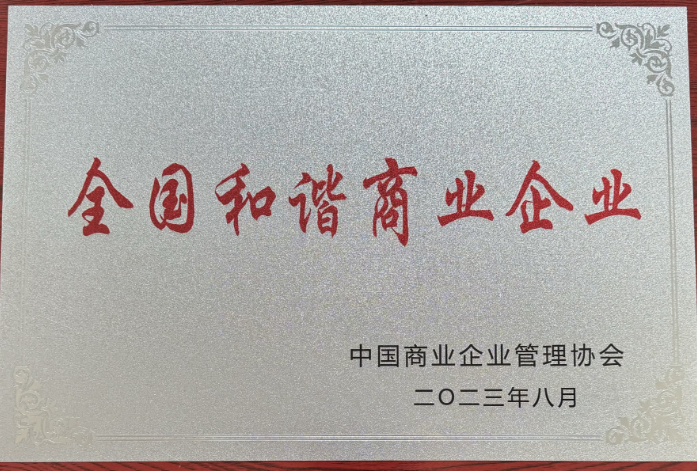 全国和谐商业企业
中国商业企业管理协会
二〇二三年八月